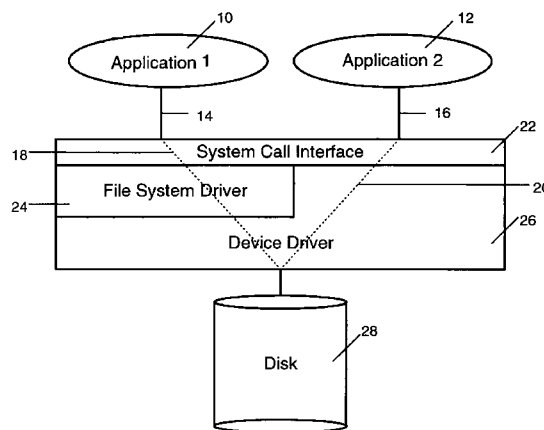 10
12
Application 1
Application 2
14
16
22
18
System Call Interface
File System Driver
20
24
26
Device Driver
28
Disk